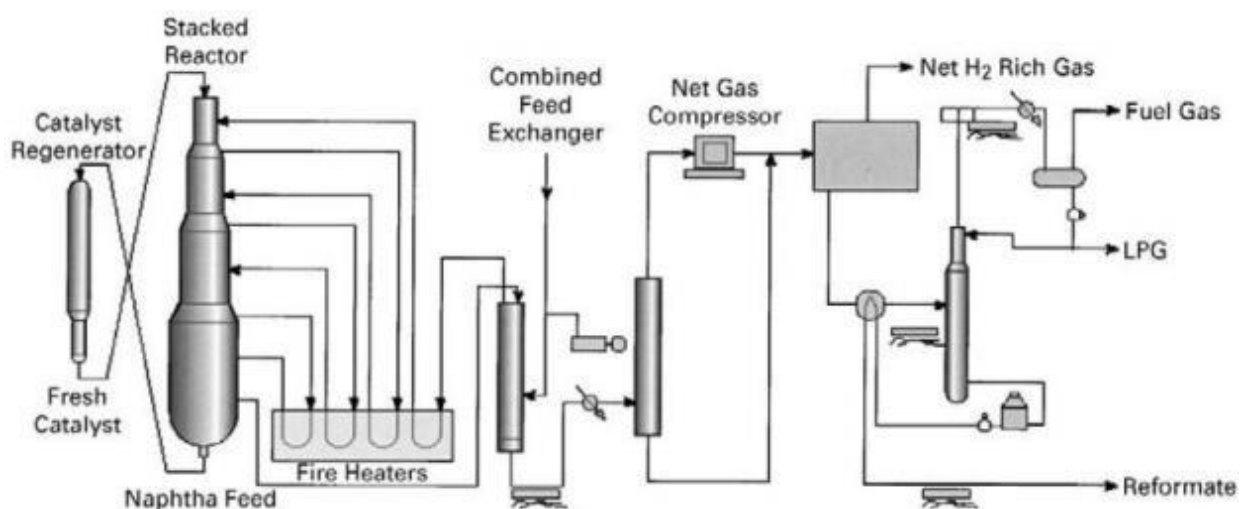 Stacked
Reactor
Catalyst
Regenerator
Combined
Feed
Exchanger
Net Gas
Compressor
Net H₂ Rich Gas
Fuel Gas
LPG
Fresh
Catalyst
Fire Heaters
Naphtha Feed
Reformate